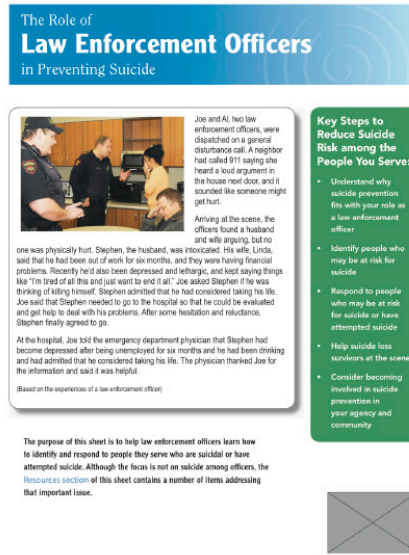 The Role of
Law Enforcement Officers
in Preventing Suicide
Joe and Al, two law
enforcement officers, were
dispatched on a general
disturbance call. A neighbor
had called 911 saying she
heard a loud argument in
the house next door, and it
sounded like someone might
get hurt.
Arriving at the scene, the
officers found a husband
and wife arguing, but no
one was physically hurt. Stephen, the husband, was intoxicated. His wife, Linda,
said that he had been out of work for six months, and they were having financial
problems. Recently he'd also been depressed and lethargic, and kept saying things
like "I'm tired of all this and just want to end it all." Joe asked Stephen if he was
thinking of killing himself. Stephen admitted that he had considered taking his life.
Joe said that Stephen needed to go to the hospital so that he could be evaluated
and get help to deal with his problems. After some hesitation and reluctance,
Stephen finally agreed to go.
At the hospital, Joe told the emergency department physician that Stephen had
become depressed after being unemployed for six months and he had been drinking
and had admitted that he considered taking his life. The physician thanked Joe for
the information and said it was helpful.
(Based on the experiences of a law enforcement officer)
Key Steps to
Reduce Suicide
Risk among the
People You Serve:
• Understand why
suicide prevention
fits with your role as
a law enforcement
officer
• Identify people who
may be at risk for
suicide
• Respond to people
who may be at risk
for suicide or have
attempted suicide
• Help suicide loss
survivors at the scene
• Consider becoming
involved in suicide
prevention in
your agency and
community
The purpose of this sheet is to help law enforcement officers learn how
to identify and respond to people they serve who are suicidal or have
attempted suicide. Although the focus is not on suicide among officers, the
Resources section of this sheet contains a number of items addressing
that important issue.